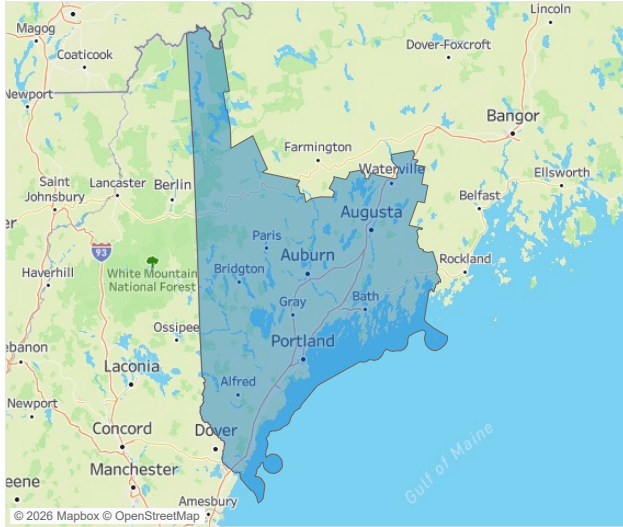 Lincoln
Magog
Dover-Foxcroft
Coaticook
Newport
Bangor
Farmington
Waterville
Ellsworth
Saint
Johnsbury
Lancaster
Berlin
Belfast
er
Augusta
Paris
93
Auburn
Rockland
Haverhill
White Mountain
National Forest
Bridgton
Gray
Bath
Ossipee
ebanon
Portland
Laconia
Alfred
Newport
Concord
Dover
Gulf of Maine
Manchester
eene
Amesbury
© 2026 Mapbox © OpenStreetMap